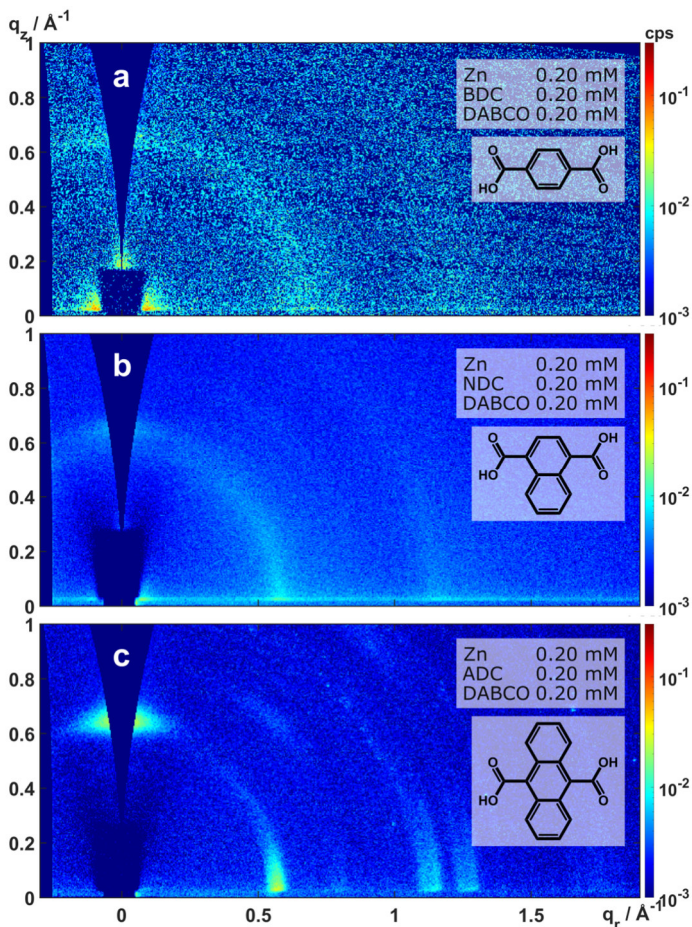 q_z / Å⁻¹
cps
1
a
Zn 0.20 mM
BDC 0.20 mM
DABCO 0.20 mM
10⁻¹
0.8
O
OH
HO
O
0.6
10⁻²
0.4
0.2
0
10⁻³
1
b
Zn 0.20 mM
NDC 0.20 mM
DABCO 0.20 mM
10⁻¹
0.8
O
OH
HO
O
0.6
10⁻²
0.4
0.2
0
10⁻³
1
c
Zn 0.20 mM
ADC 0.20 mM
DABCO 0.20 mM
10⁻¹
0.8
O
OH
HO
O
0.6
10⁻²
0.4
0.2
0
10⁻³
0 0.5 1 1.5 q_r / Å⁻¹